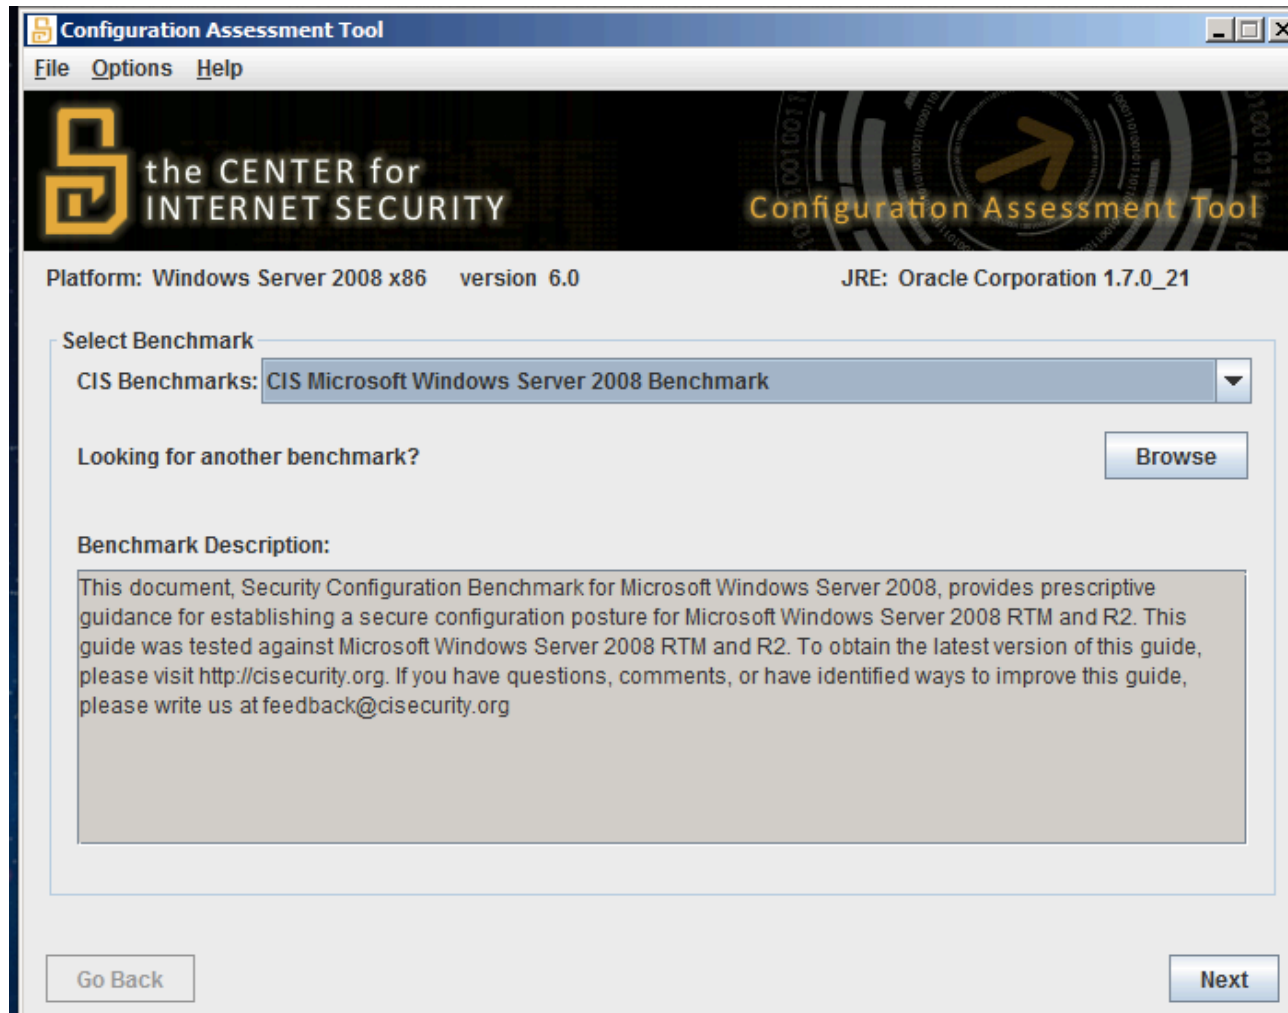 Configuration Assessment Tool
File Options Help
the CENTER for
INTERNET SECURITY
Configuration Assessment Tool
Platform: Windows Server 2008 x86 version 6.0 JRE: Oracle Corporation 1.7.0_21
Select Benchmark
CIS Benchmarks: CIS Microsoft Windows Server 2008 Benchmark
Looking for another benchmark? Browse
Benchmark Description:
This document, Security Configuration Benchmark for Microsoft Windows Server 2008, provides prescriptive
guidance for establishing a secure configuration posture for Microsoft Windows Server 2008 RTM and R2. This
guide was tested against Microsoft Windows Server 2008 RTM and R2. To obtain the latest version of this guide,
please visit http://cisecurity.org. If you have questions, comments, or have identified ways to improve this guide,
please write us at feedback@cisecurity.org
Go Back Next